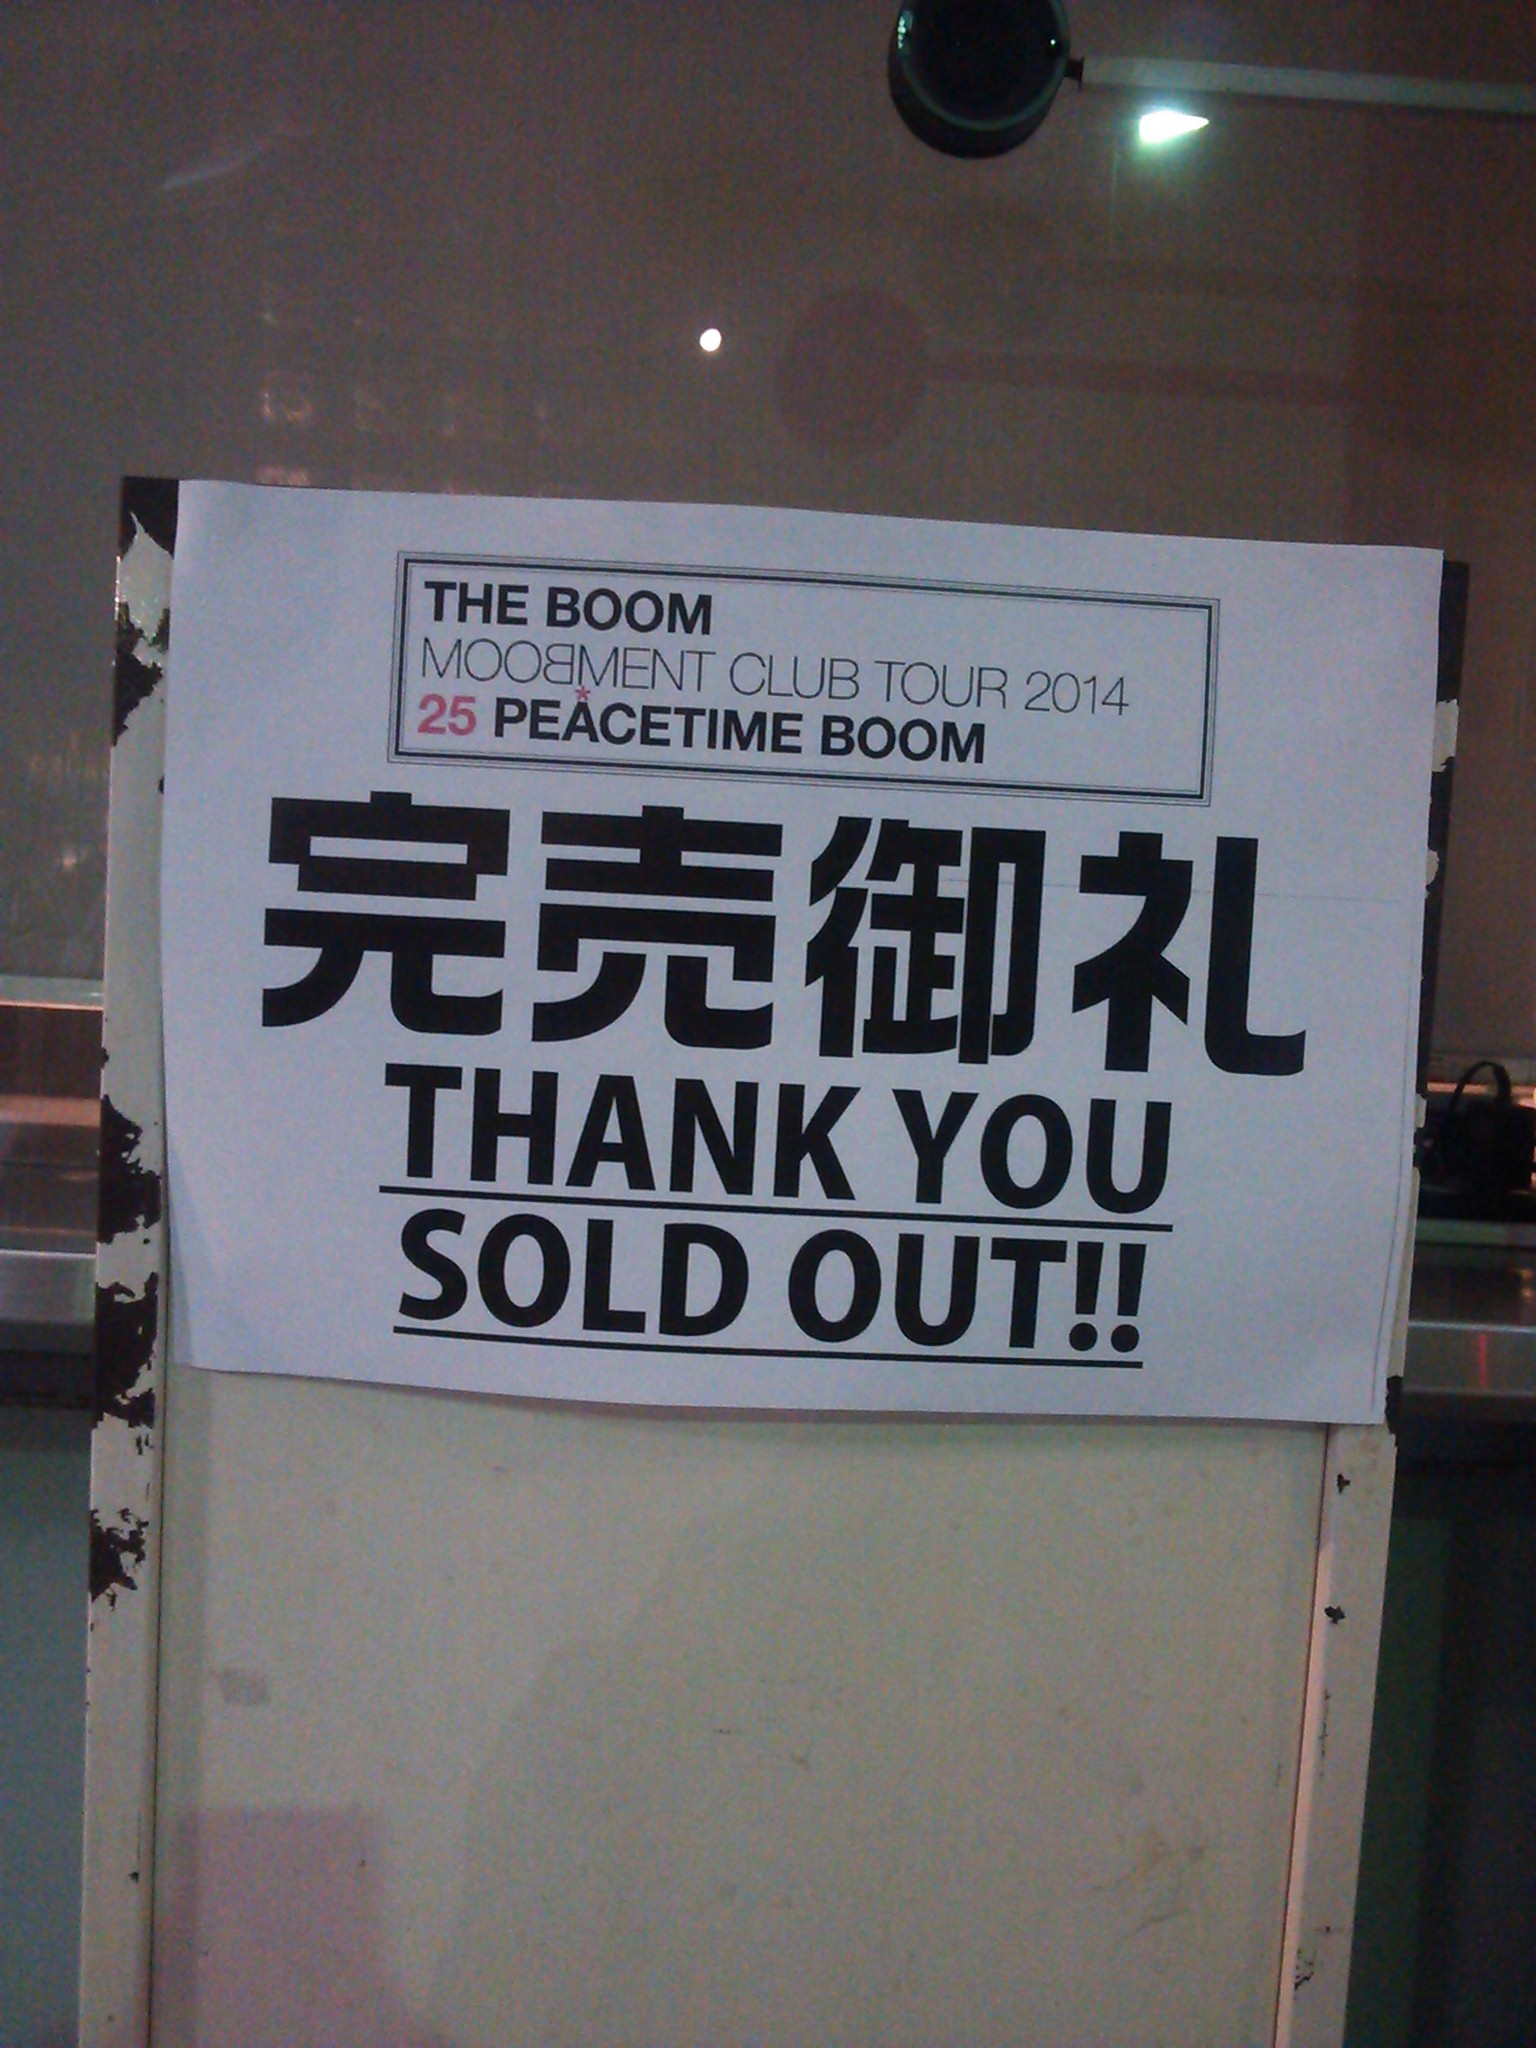 THE BOOM
MOOBMENT CLUB TOUR 2014
25 PEACETIME BOOM
完売御礼
THANK YOU
SOLD OUT!!